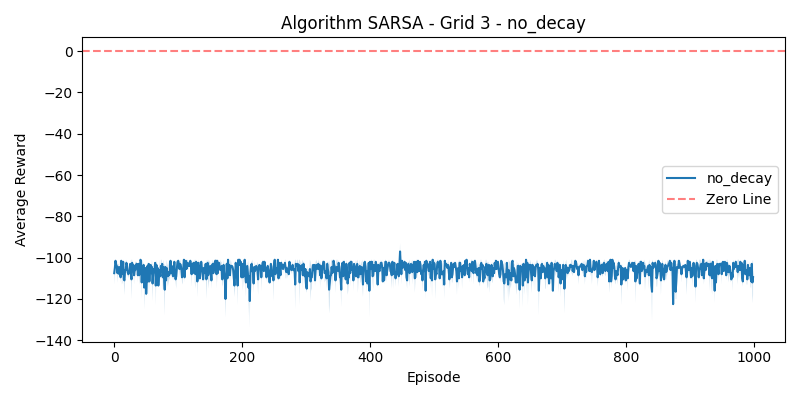 Algorithm SARSA - Grid 3 - no_decay
0
−20
−40
−60
−80
−100
−120
−140
Average Reward
no_decay
Zero Line
0
200
400
600
800
1000
Episode